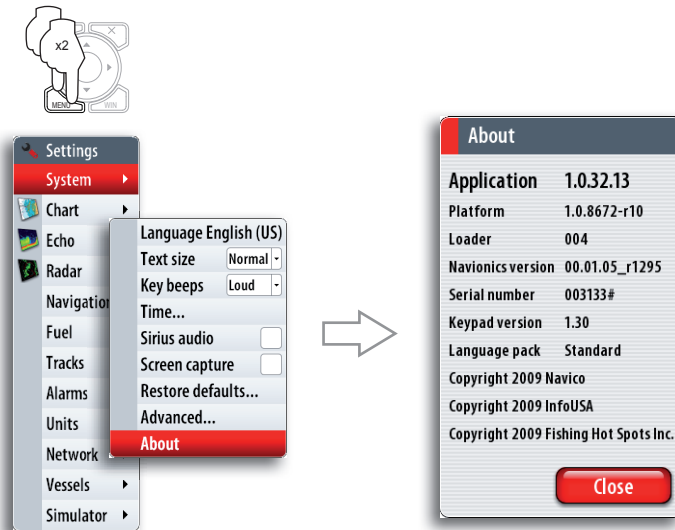 x2
MENU
WIN
Settings
System
Chart
Echo
Radar
Navigation
Fuel
Tracks
Alarms
Units
Network
Vessels
Simulator
Language English (US)
Text size Normal
Key beeps Loud
Time...
Sirius audio
Screen capture
Restore defaults...
Advanced...
About
About
Application 1.0.32.13
Platform 1.0.8672-r10
Loader 004
Navionics version 00.01.05_r1295
Serial number 003133#
Keypad version 1.30
Language pack Standard
Copyright 2009 Navico
Copyright 2009 InfoUSA
Copyright 2009 Fishing Hot Spots Inc.
Close